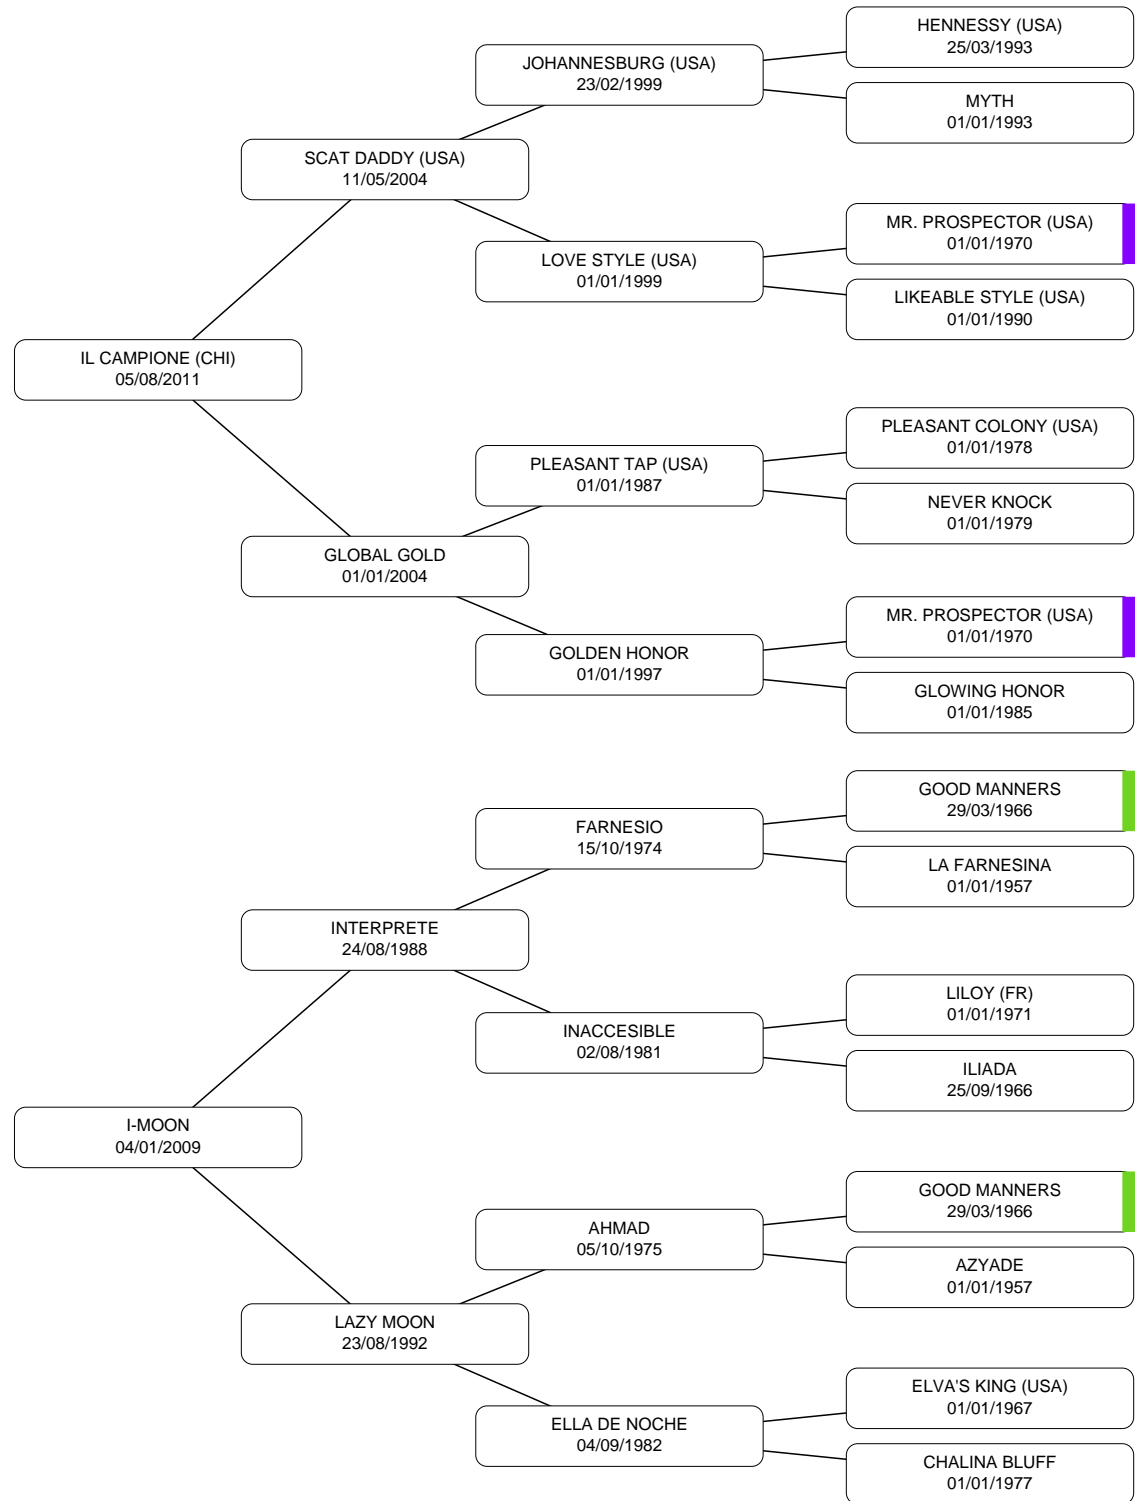 HENNESSY (USA)
25/03/1993
JOHANNESBURG (USA)
23/02/1999
MYTH
01/01/1993
SCAT DADDY (USA)
11/05/2004
MR. PROSPECTOR (USA)
01/01/1970
LOVE STYLE (USA)
01/01/1999
LIKEABLE STYLE (USA)
01/01/1990
IL CAMPIONE (CHI)
05/08/2011
PLEASANT COLONY (USA)
01/01/1978
PLEASANT TAP (USA)
01/01/1987
NEVER KNOCK
01/01/1979
GLOBAL GOLD
01/01/2004
MR. PROSPECTOR (USA)
01/01/1970
GOLDEN HONOR
01/01/1997
GLOWING HONOR
01/01/1985
GOOD MANNERS
29/03/1966
FARNESIO
15/10/1974
LA FARNESINA
01/01/1957
INTERPRETE
24/08/1988
LILOY (FR)
01/01/1971
INACCESIBLE
02/08/1981
ILIADA
25/09/1966
I-MOON
04/01/2009
GOOD MANNERS
29/03/1966
AHMAD
05/10/1975
AZYADE
01/01/1957
LAZY MOON
23/08/1992
ELVA'S KING (USA)
01/01/1967
ELLA DE NOCHE
04/09/1982
CHALINA BLUFF
01/01/1977